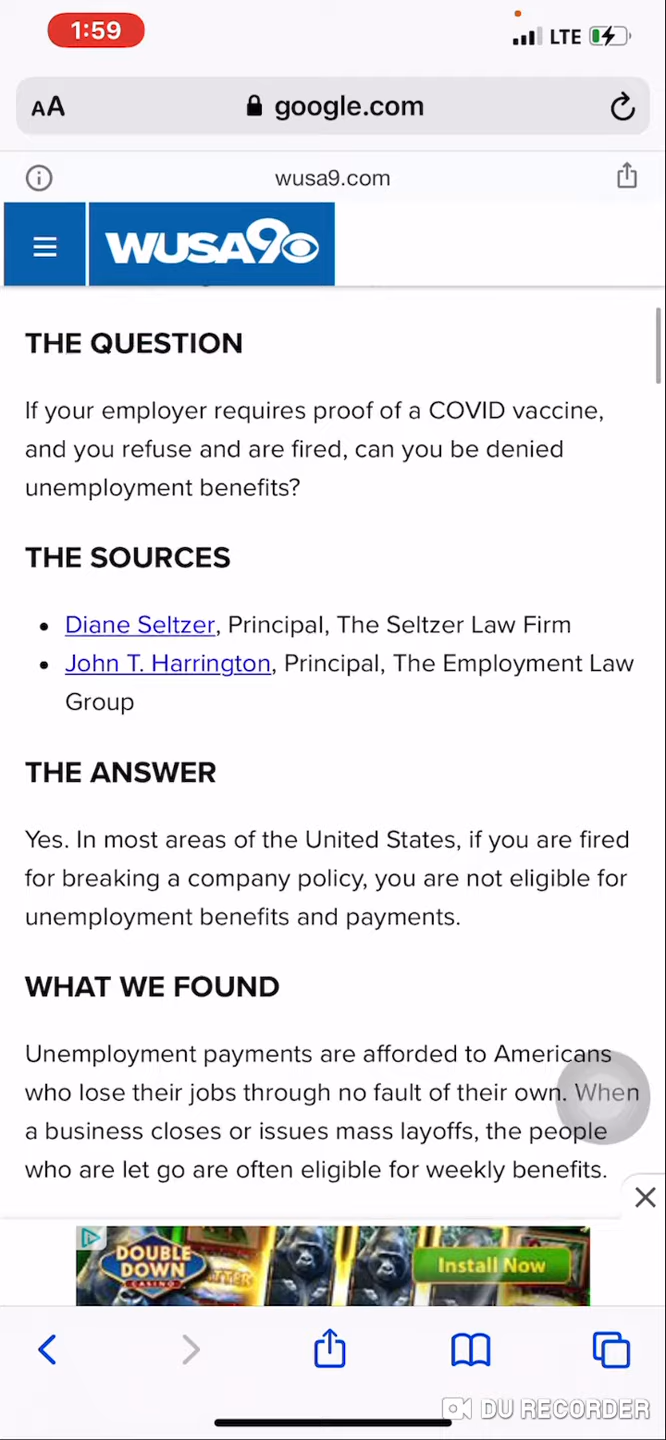 1:59
LTE
AA
google.com
wusa9.com
WUSA9
THE QUESTION
If your employer requires proof of a COVID vaccine,
and you refuse and are fired, can you be denied
unemployment benefits?
THE SOURCES
• Diane Seltzer, Principal, The Seltzer Law Firm
• John T. Harrington, Principal, The Employment Law
Group
THE ANSWER
Yes. In most areas of the United States, if you are fired
for breaking a company policy, you are not eligible for
unemployment benefits and payments.
WHAT WE FOUND
Unemployment payments are afforded to Americans
who lose their jobs through no fault of their own. When
a business closes or issues mass layoffs, the people
who are let go are often eligible for weekly benefits.
DOUBLE
DOWN
CASINO
Install Now
DU RECORDER